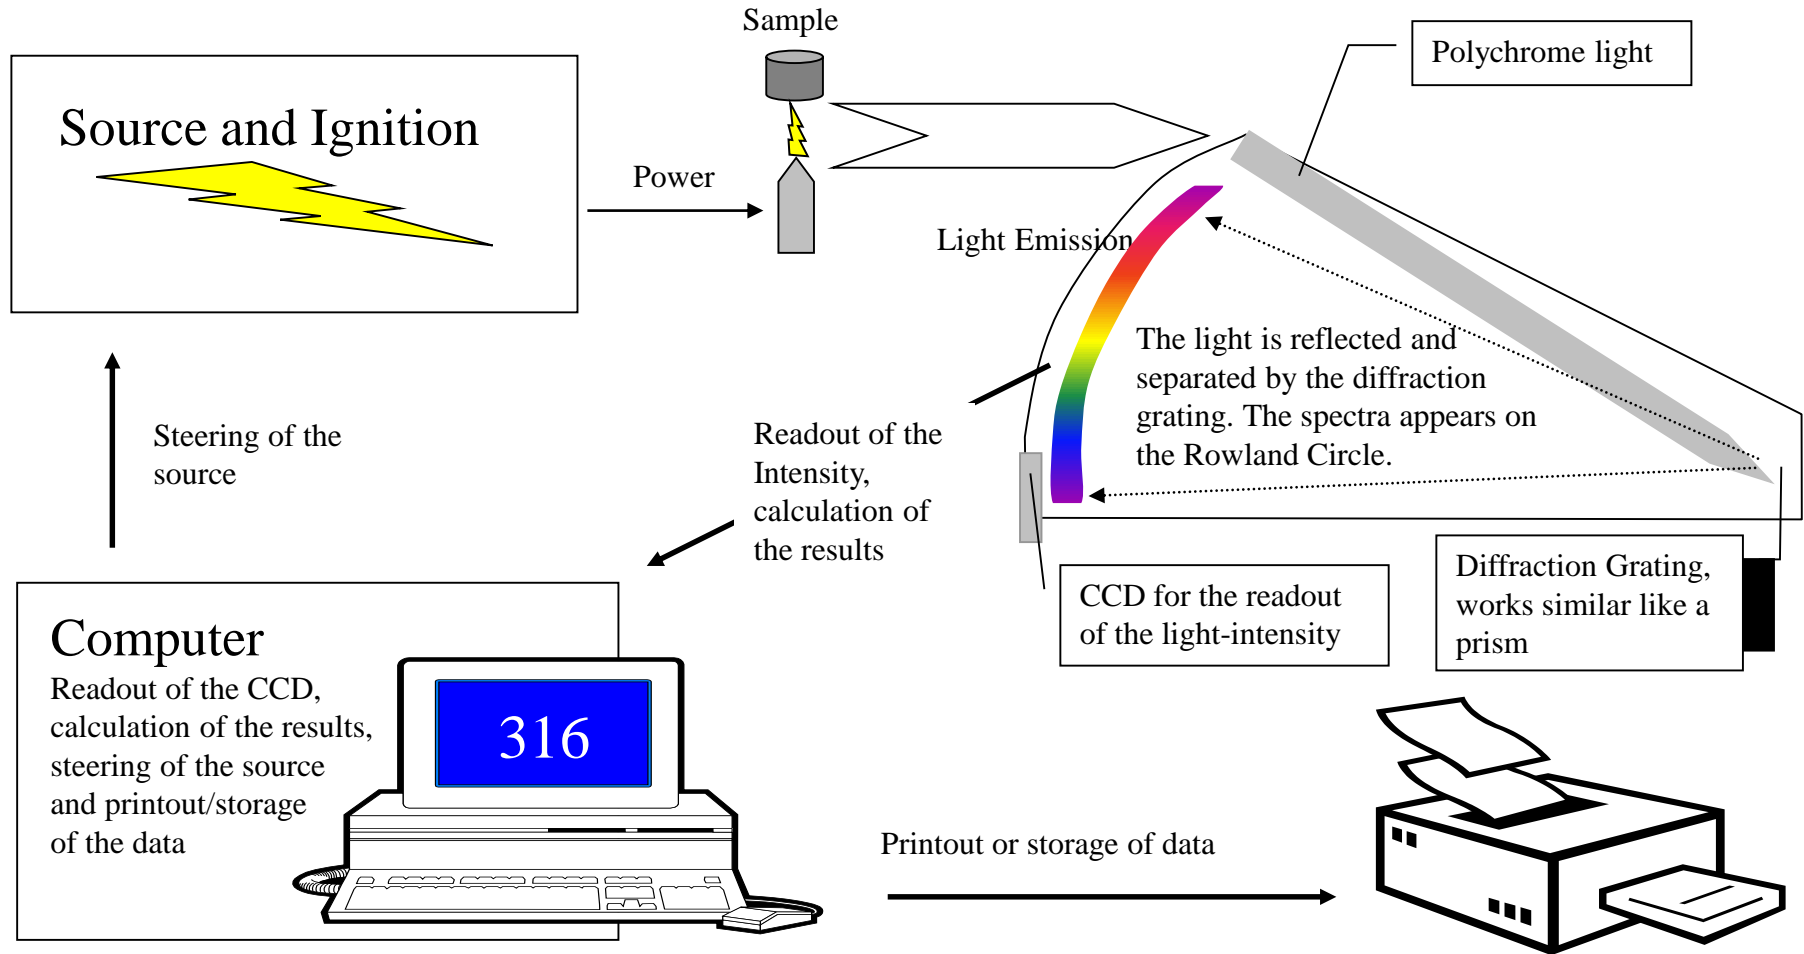 Sample
Polychrome light
Source and Ignition
Power
Light Emission
The light is reflected and
separated by the diffraction
grating. The spectra appears on
the Rowland Circle.
Steering of the
source
Readout of the
Intensity,
calculation of
the results
CCD for the readout
of the light-intensity
Diffraction Grating,
works similar like a
prism
Computer
Readout of the CCD,
calculation of the results,
steering of the source
and printout/storage
of the data
316
Printout or storage of data